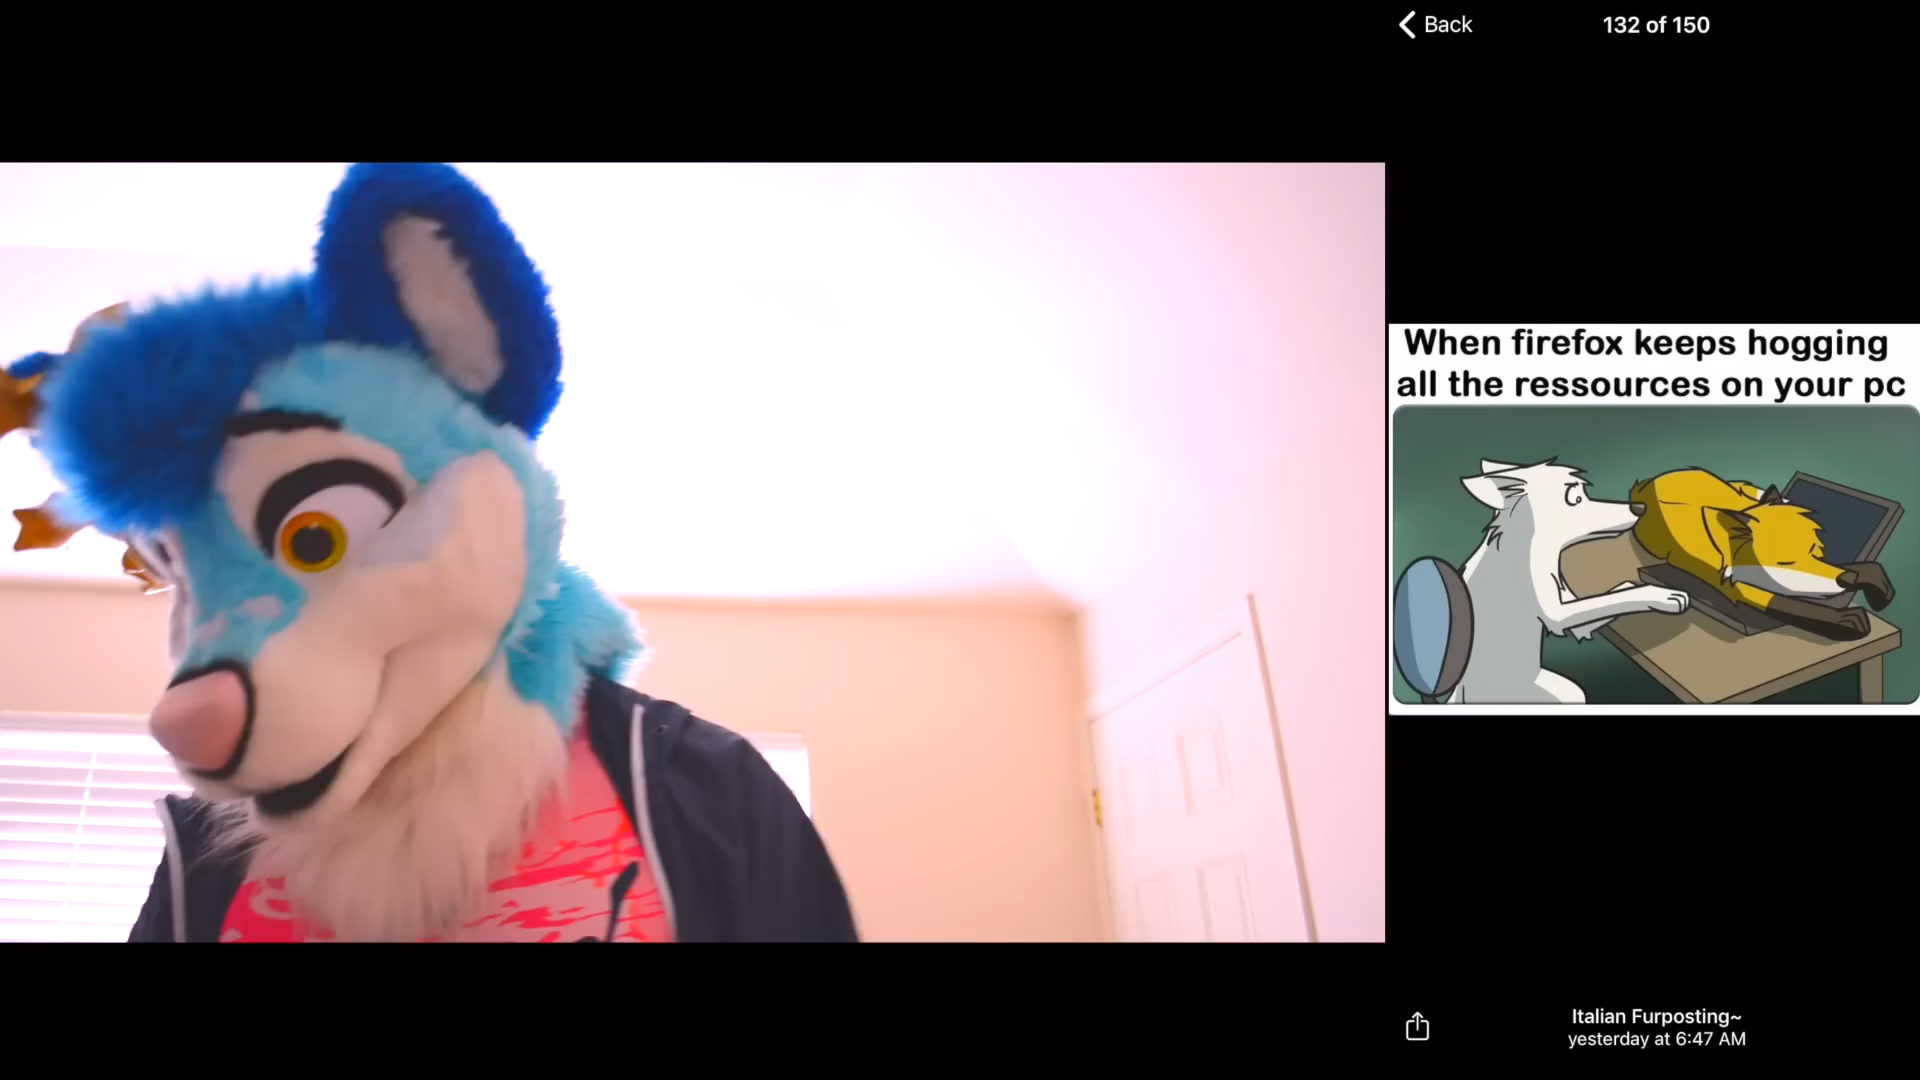 Back
132 of 150
When firefox keeps hogging
all the ressources on your pc
Italian Furposting~
yesterday at 6:47 AM